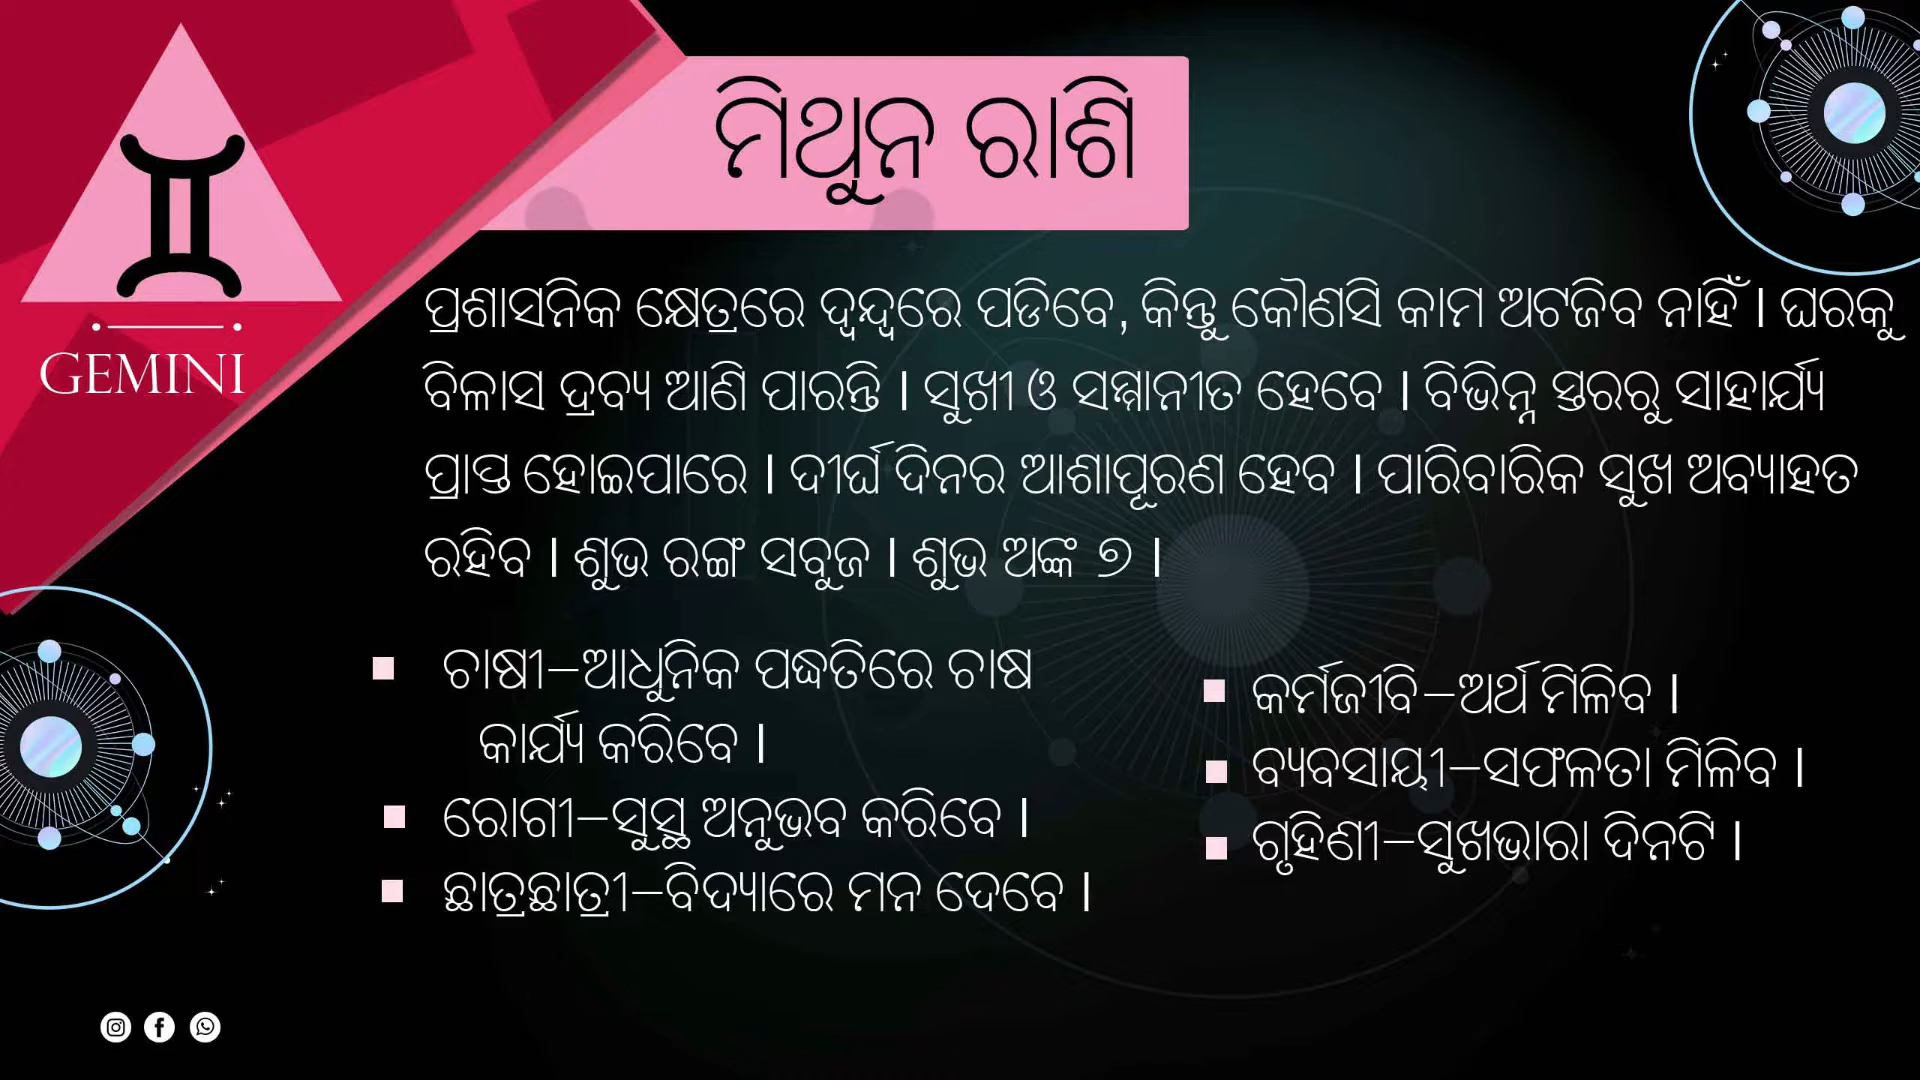 ମିଥୁନ ରାଶି
GEMINI
ପ୍ରଶାସନିକ କ୍ଷେତ୍ରରେ ଦ୍ୱନ୍ଦ୍ୱରେ ପଡିବେ, କିନ୍ତୁ କୌଣସି କାମ ଅଟଜିବ ନାହିଁ । ଘରକୁ
ବିଳାସ ଦ୍ରବ୍ୟ ଆଣି ପାରନ୍ତି । ସୁଖୀ ଓ ସମ୍ମାନୀତ ହେବେ । ବିଭିନ୍ନ ସ୍ତରରୁ ସାହାର୍ଯ୍ୟ
ପ୍ରାପ୍ତ ହୋଇପାରେ । ଦୀର୍ଘ ଦିନର ଆଶାପୂରଣ ହେବ । ପାରିବାରିକ ସୁଖ ଅବ୍ୟାହତ
ରହିବ । ଶୁଭ ରଙ୍ଗ ସବୁଜ । ଶୁଭ ଅଙ୍କ ୭ ।
ଚାଷୀ–ଆଧୁନିକ ପଦ୍ଧତିରେ ଚାଷ
କାର୍ଯ୍ୟ କରିବେ ।
ରୋଗୀ–ସୁସ୍ଥ ଅନୁଭବ କରିବେ ।
ଛାତ୍ରଛାତ୍ରୀ–ବିଦ୍ୟାରେ ମନ ଦେବେ ।
କର୍ମଜୀବି–ଅର୍ଥ ମିଳିବ ।
ବ୍ୟବସାୟୀ–ସଫଳତା ମିଳିବ ।
ଗୃହିଣୀ–ସୁଖଭାରା ଦିନଟି ।